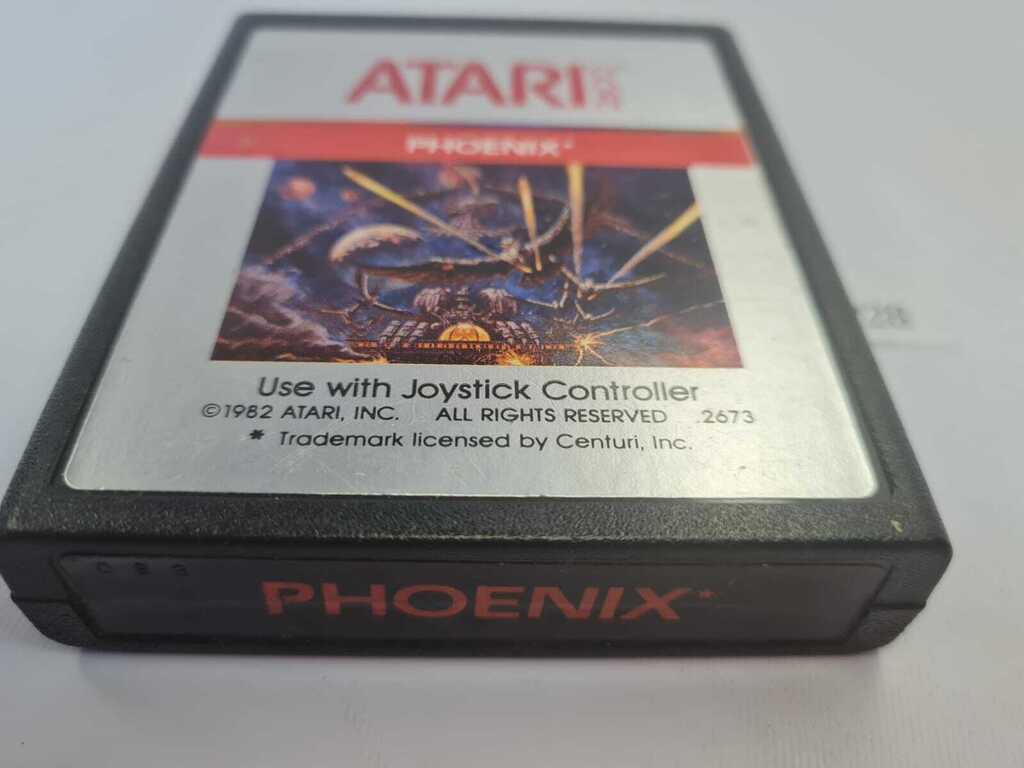 ATARI 2600
PHOENIX*
Use with Joystick Controller
©1982 ATARI, INC. ALL RIGHTS RESERVED 2673
* Trademark licensed by Centuri, Inc.
PHOENIX*